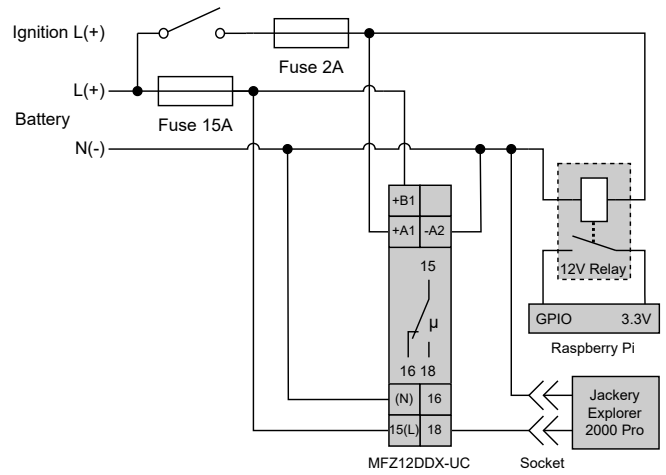 Ignition L(+)
Fuse 2A
L(+)
Battery
Fuse 15A
N(-)
+B1
+A1 -A2
15
12V Relay
µ
GPIO 3.3V
Raspberry Pi
16 18
(N) 16
Jackery
Explorer
2000 Pro
15(L) 18
MFZ12DDX-UC
Socket